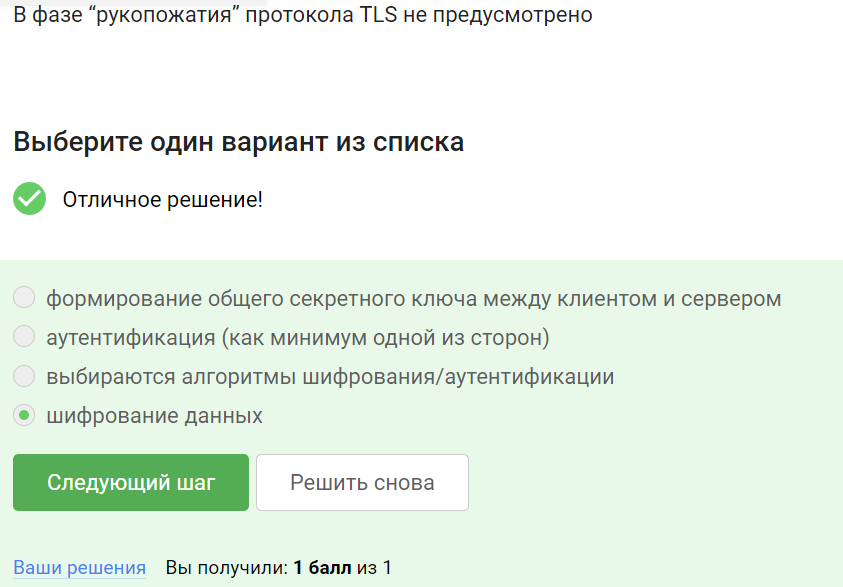 В фазе “рукопожатия” протокола TLS не предусмотрено
Выберите один вариант из списка
Отличное решение!
формирование общего секретного ключа между клиентом и сервером
аутентификация (как минимум одной из сторон)
выбираются алгоритмы шифрования/аутентификации
шифрование данных
Следующий шаг
Решить снова
Ваши решения Вы получили: 1 балл из 1